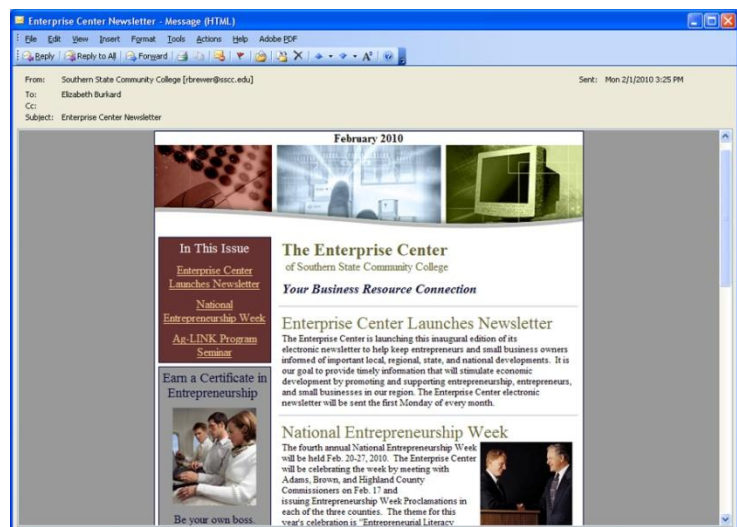 Enterprise Center Newsletter - Message (HTML)
File Edit View Insert Format Tools Actions Help Adobe PDF
Reply Reply to All Forward
From: Southern State Community College [rbrewer@sscc.edu] Sent: Mon 2/1/2010 3:25 PM
To: Elizabeth Burkard
Cc:
Subject: Enterprise Center Newsletter
February 2010
In This Issue
Enterprise Center
Launches Newsletter
National
Entrepreneurship Week
Ag-LINK Program
Seminar
Earn a Certificate in
Entrepreneurship
Be your own boss.
The Enterprise Center
of Southern State Community College
Your Business Resource Connection
Enterprise Center Launches Newsletter
The Enterprise Center is launching this inaugural edition of its
electronic newsletter to help keep entrepreneurs and small business owners
informed of important local, regional, state, and national developments. It is
our goal to provide timely information that will stimulate economic
development by promoting and supporting entrepreneurship, entrepreneurs,
and small businesses in our region. The Enterprise Center electronic
newsletter will be sent the first Monday of every month.
National Entrepreneurship Week
The fourth annual National Entrepreneurship Week
will be held Feb. 20-27, 2010. The Enterprise Center
will be celebrating the week by meeting with
Adams, Brown, and Highland County
Commissioners on Feb. 17 and
issuing Entrepreneurship Week Proclamations in
each of the three counties. The theme for this
year's celebration is "Entrepreneurial Literacy